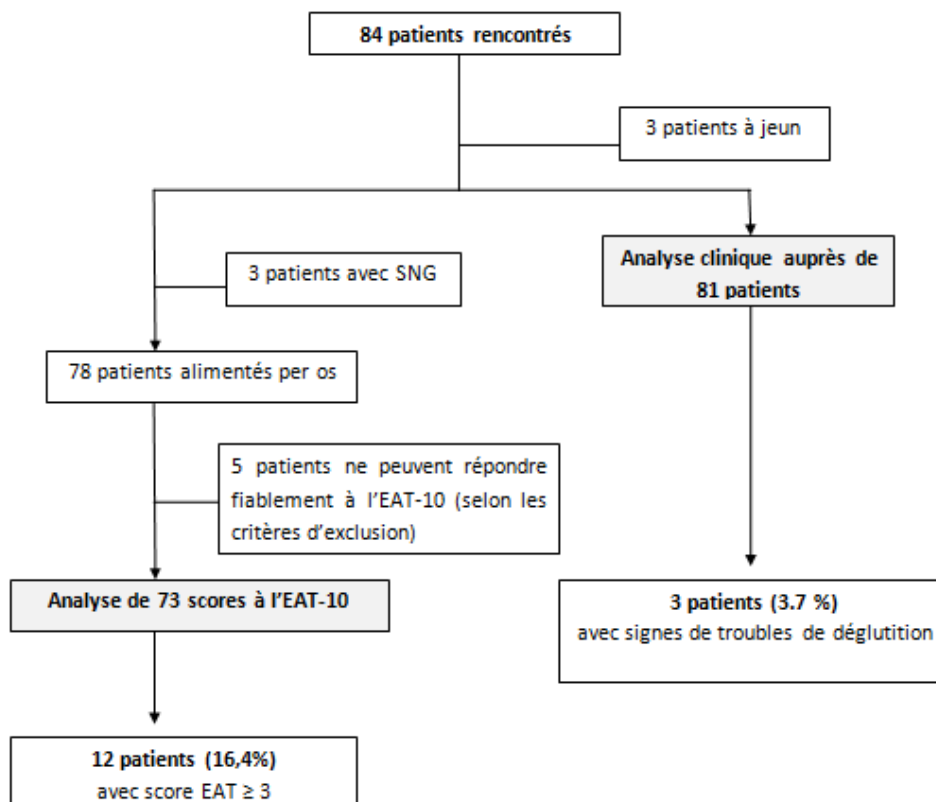 84 patients rencontrés
3 patients à jeun
Analyse clinique auprès de
81 patients
3 patients avec SNG
78 patients alimentés per os
5 patients ne peuvent répondre
fiablement à l'EAT-10 (selon les
critères d'exclusion)
Analyse de 73 scores à l'EAT-10
3 patients (3.7 %)
avec signes de troubles de déglutition
12 patients (16,4%)
avec score EAT ≥ 3